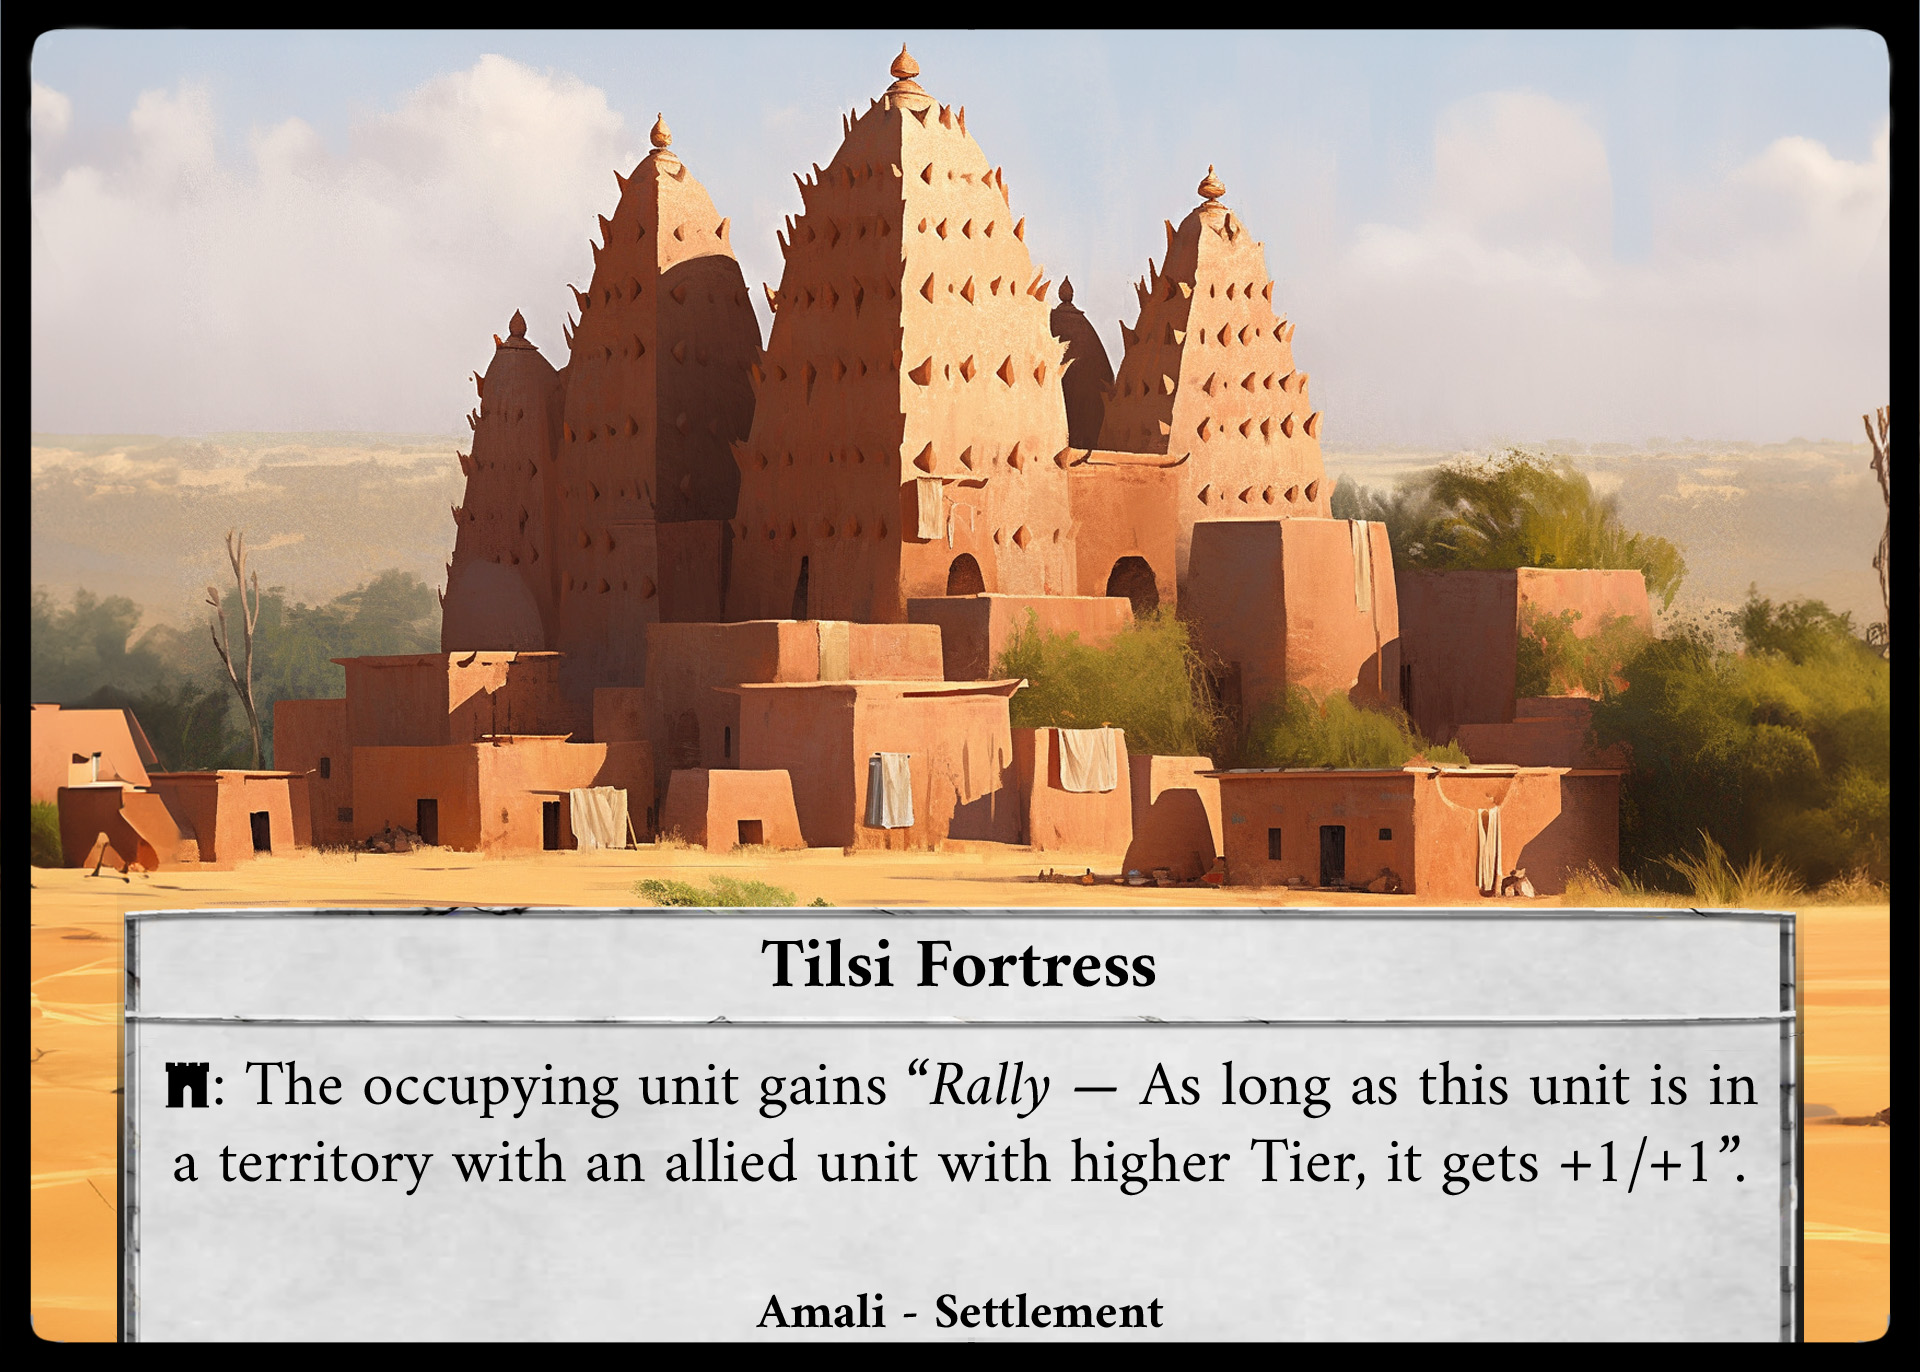 Tilsi Fortress
: The occupying unit gains “Rally – As long as this unit is in
a territory with an allied unit with higher Tier, it gets +1/+1”.
Amali - Settlement